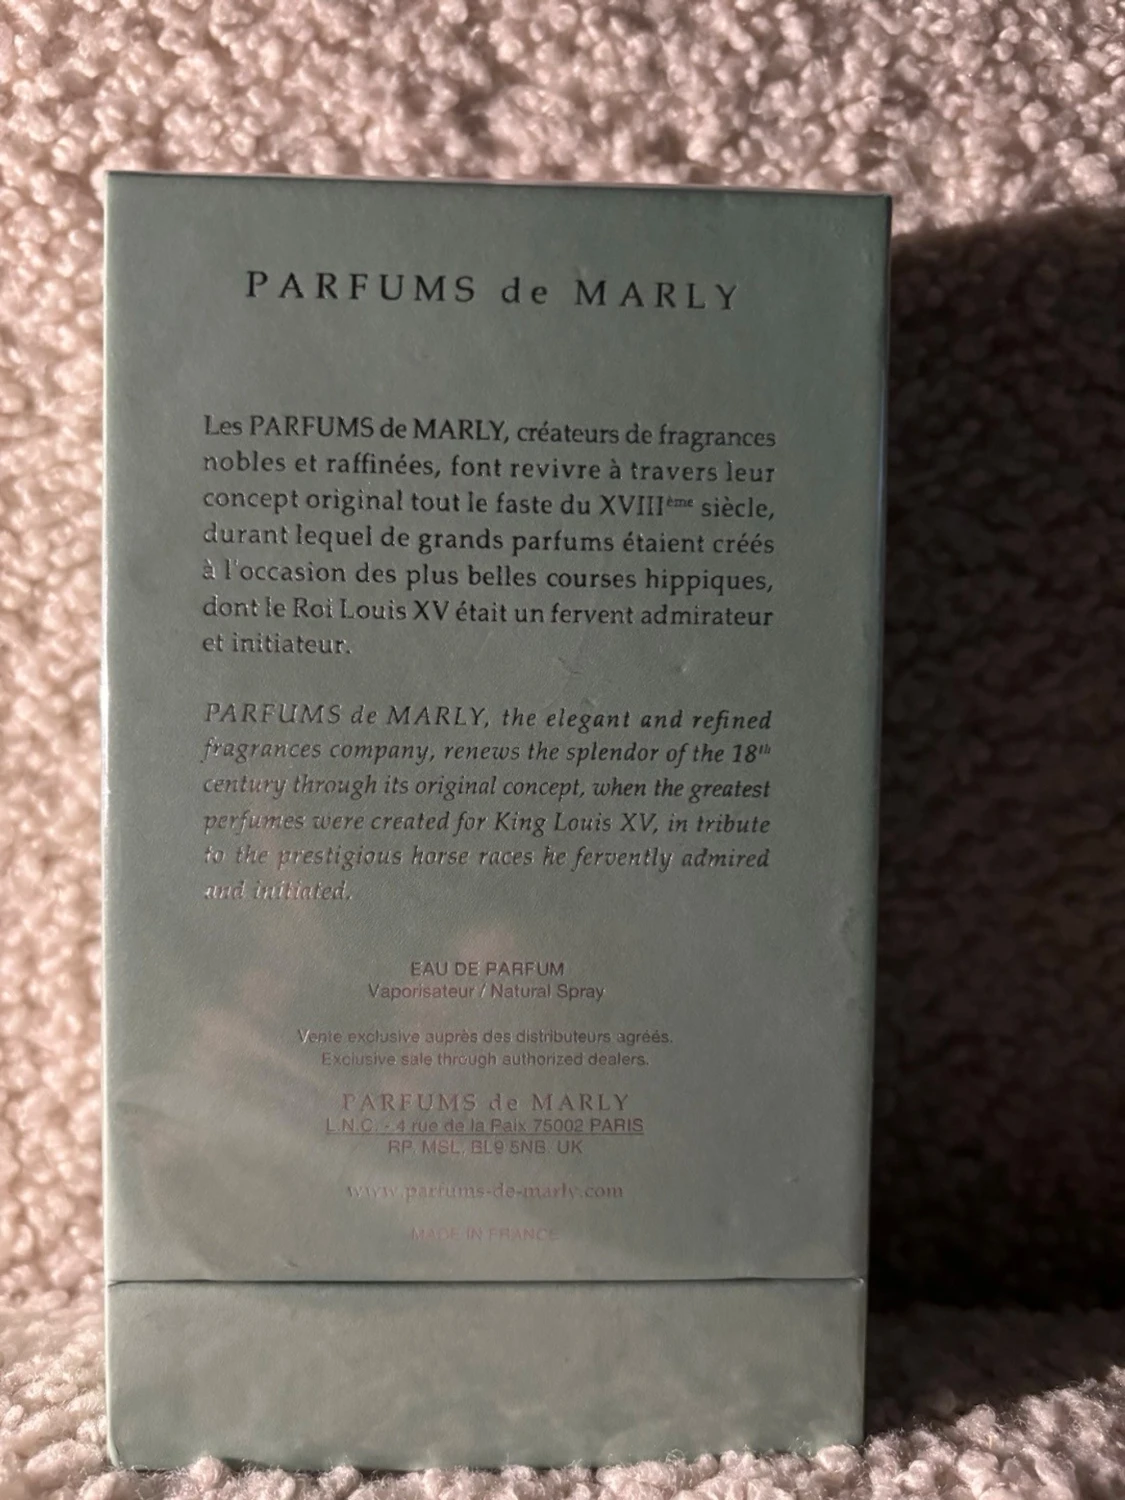 PARFUMS de MARLY
Les PARFUMS de MARLY, créateurs de fragrances
nobles et raffinées, font revivre à travers leur
concept original tout le faste du XVIIIème siècle,
durant lequel de grands parfums étaient créés
à l'occasion des plus belles courses hippiques,
dont le Roi Louis XV était un fervent admirateur
et initiateur.
PARFUMS de MARLY, the elegant and refined
fragrances company, renews the splendor of the 18th
century through its original concept, when the greatest
perfumes were created for King Louis XV, in tribute
to the prestigious horse races he fervently admired
and initiated.
EAU DE PARFUM
Vaporisateur / Natural Spray
Vente exclusive auprès des distributeurs agréés.
Exclusive sale through authorized dealers.
PARFUMS de MARLY
L.N.C. - 4 rue de la Paix 75002 PARIS
RP. MSL, BL9 5NB. UK
www.parfums-de-marly.com
MADE IN FRANCE